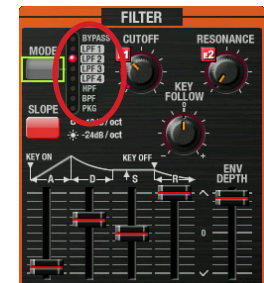 FILTER
MODE
BYPASS
LPF 1
LPF 2
LPF 3
LPF 4
HPF
BPF
PKG
CUTOFF
RESONANCE
SLOPE
-24dB / oct
KEY
FOLLOW
0
+
KEY ON
KEY OFF
ENV
DEPTH
A
D
S
R
0